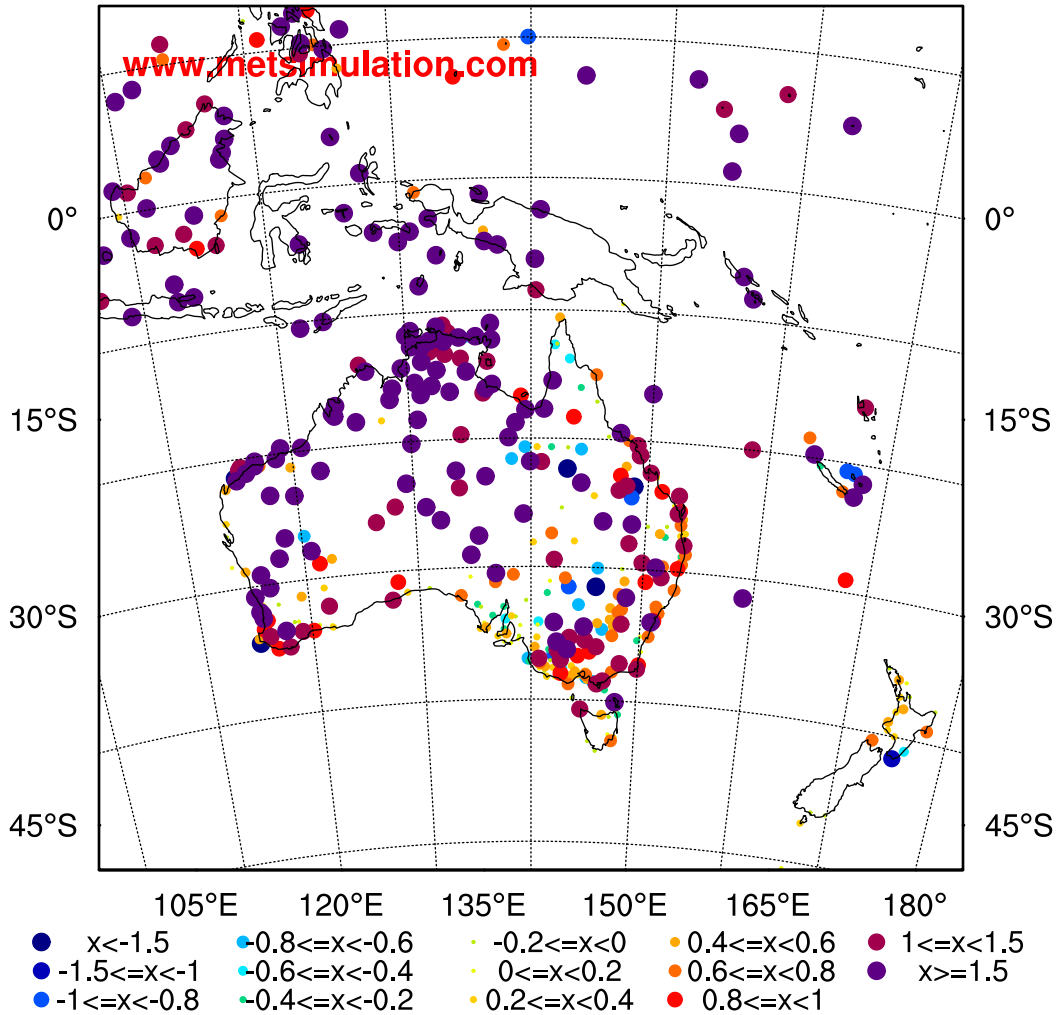 www.metsimulation.com
0° 0°
15°S 15°S
30°S 30°S
45°S 45°S
105°E 120°E 135°E 150°E 165°E 180°
x<-1.5 -0.8<=x<-0.6 -0.2<=x<0 0.4<=x<0.6 1<=x<1.5
-1.5<=x<-1 -0.6<=x<-0.4 0<=x<0.2 0.6<=x<0.8 x>=1.5
-1<=x<-0.8 -0.4<=x<-0.2 0.2<=x<0.4 0.8<=x<1